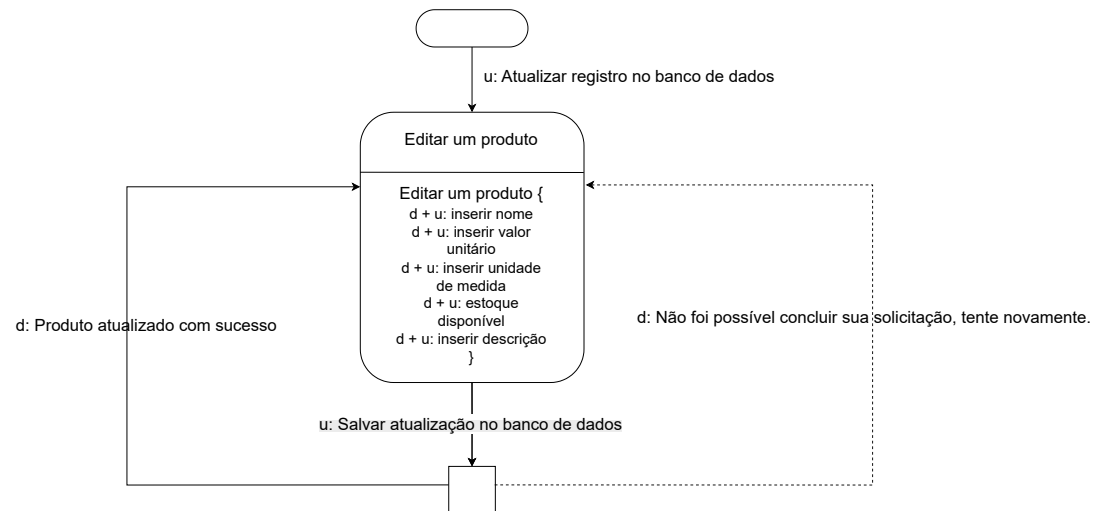 u: Atualizar registro no banco de dados
Editar um produto
Editar um produto {
d + u: inserir nome
d + u: inserir valor
unitário
d + u: inserir unidade
de medida
d + u: estoque
disponível
d + u: inserir descrição
}
d: Produto atualizado com sucesso
d: Não foi possível concluir sua solicitação, tente novamente.
u: Salvar atualização no banco de dados